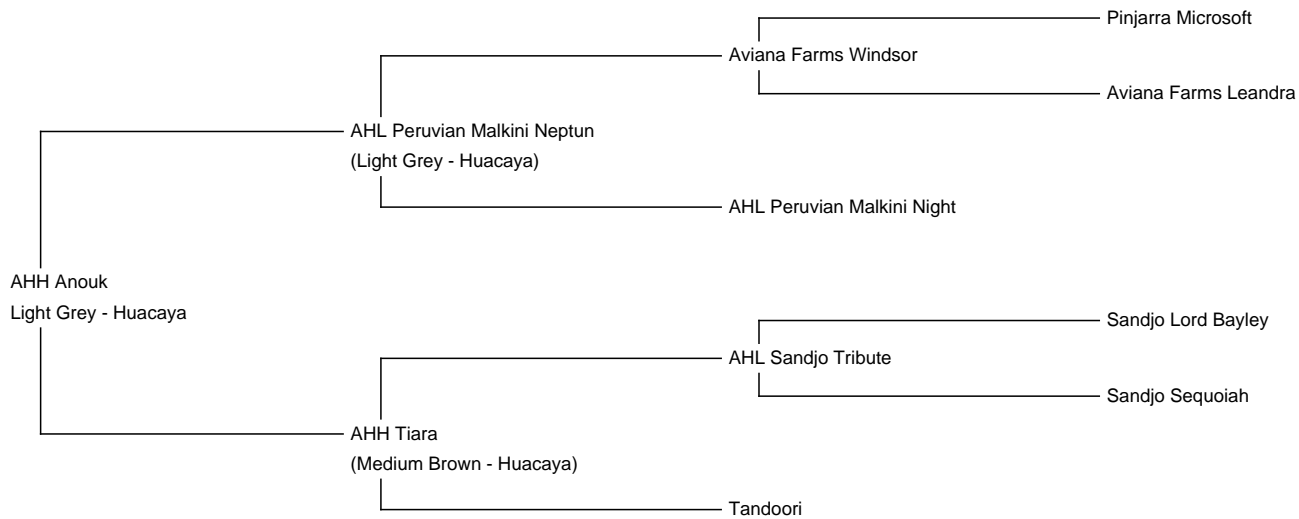 Pinjarra Microsoft
Aviana Farms Windsor
Aviana Farms Leandra
AHL Peruvian Malkini Neptun
(Light Grey - Huacaya)
AHL Peruvian Malkini Night
AHH Anouk
Light Grey - Huacaya
Sandjo Lord Bayley
AHL Sandjo Tribute
Sandjo Sequoiah
AHH Tiara
(Medium Brown - Huacaya)
Tandoori